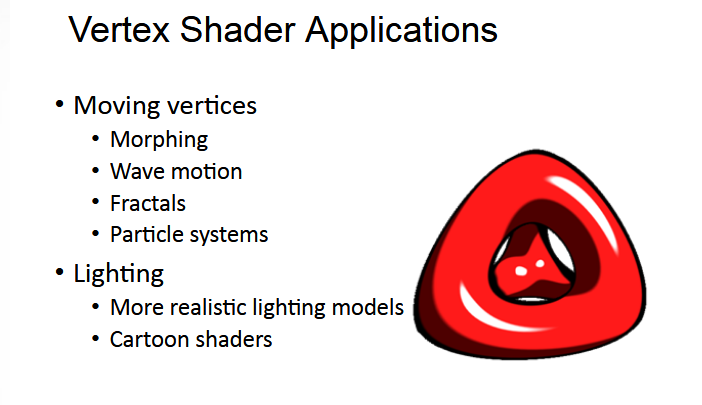 Vertex Shader Applications
• Moving vertices
• Morphing
• Wave motion
• Fractals
• Particle systems
• Lighting
• More realistic lighting models
• Cartoon shaders